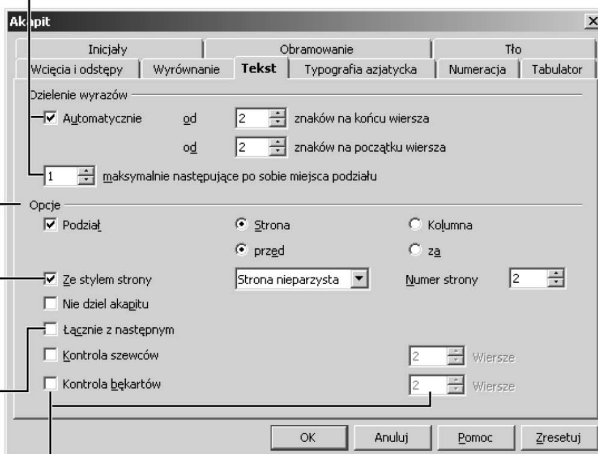 Akapit
Inicjały Obramowanie Tło
Wcięcia i odstępy Wyrównanie Tekst Typografia azjatycka Numeracja Tabulator
Dzielenie wyrazów
Automatycznie od 2 znaków na końcu wiersza
od 2 znaków na początku wiersza
1 maksymalnie następujące po sobie miejsca podziału
Opcje
Podział Strona Kolumna
przed za
Ze stylem strony Strona nieparzysta Numer strony 2
Nie dziel akapitu
Łącznie z następnym
Kontrola szewców 2 Wiersze
Kontrola bękartów 2 Wiersze
OK Anuluj Pomoc Zresetuj